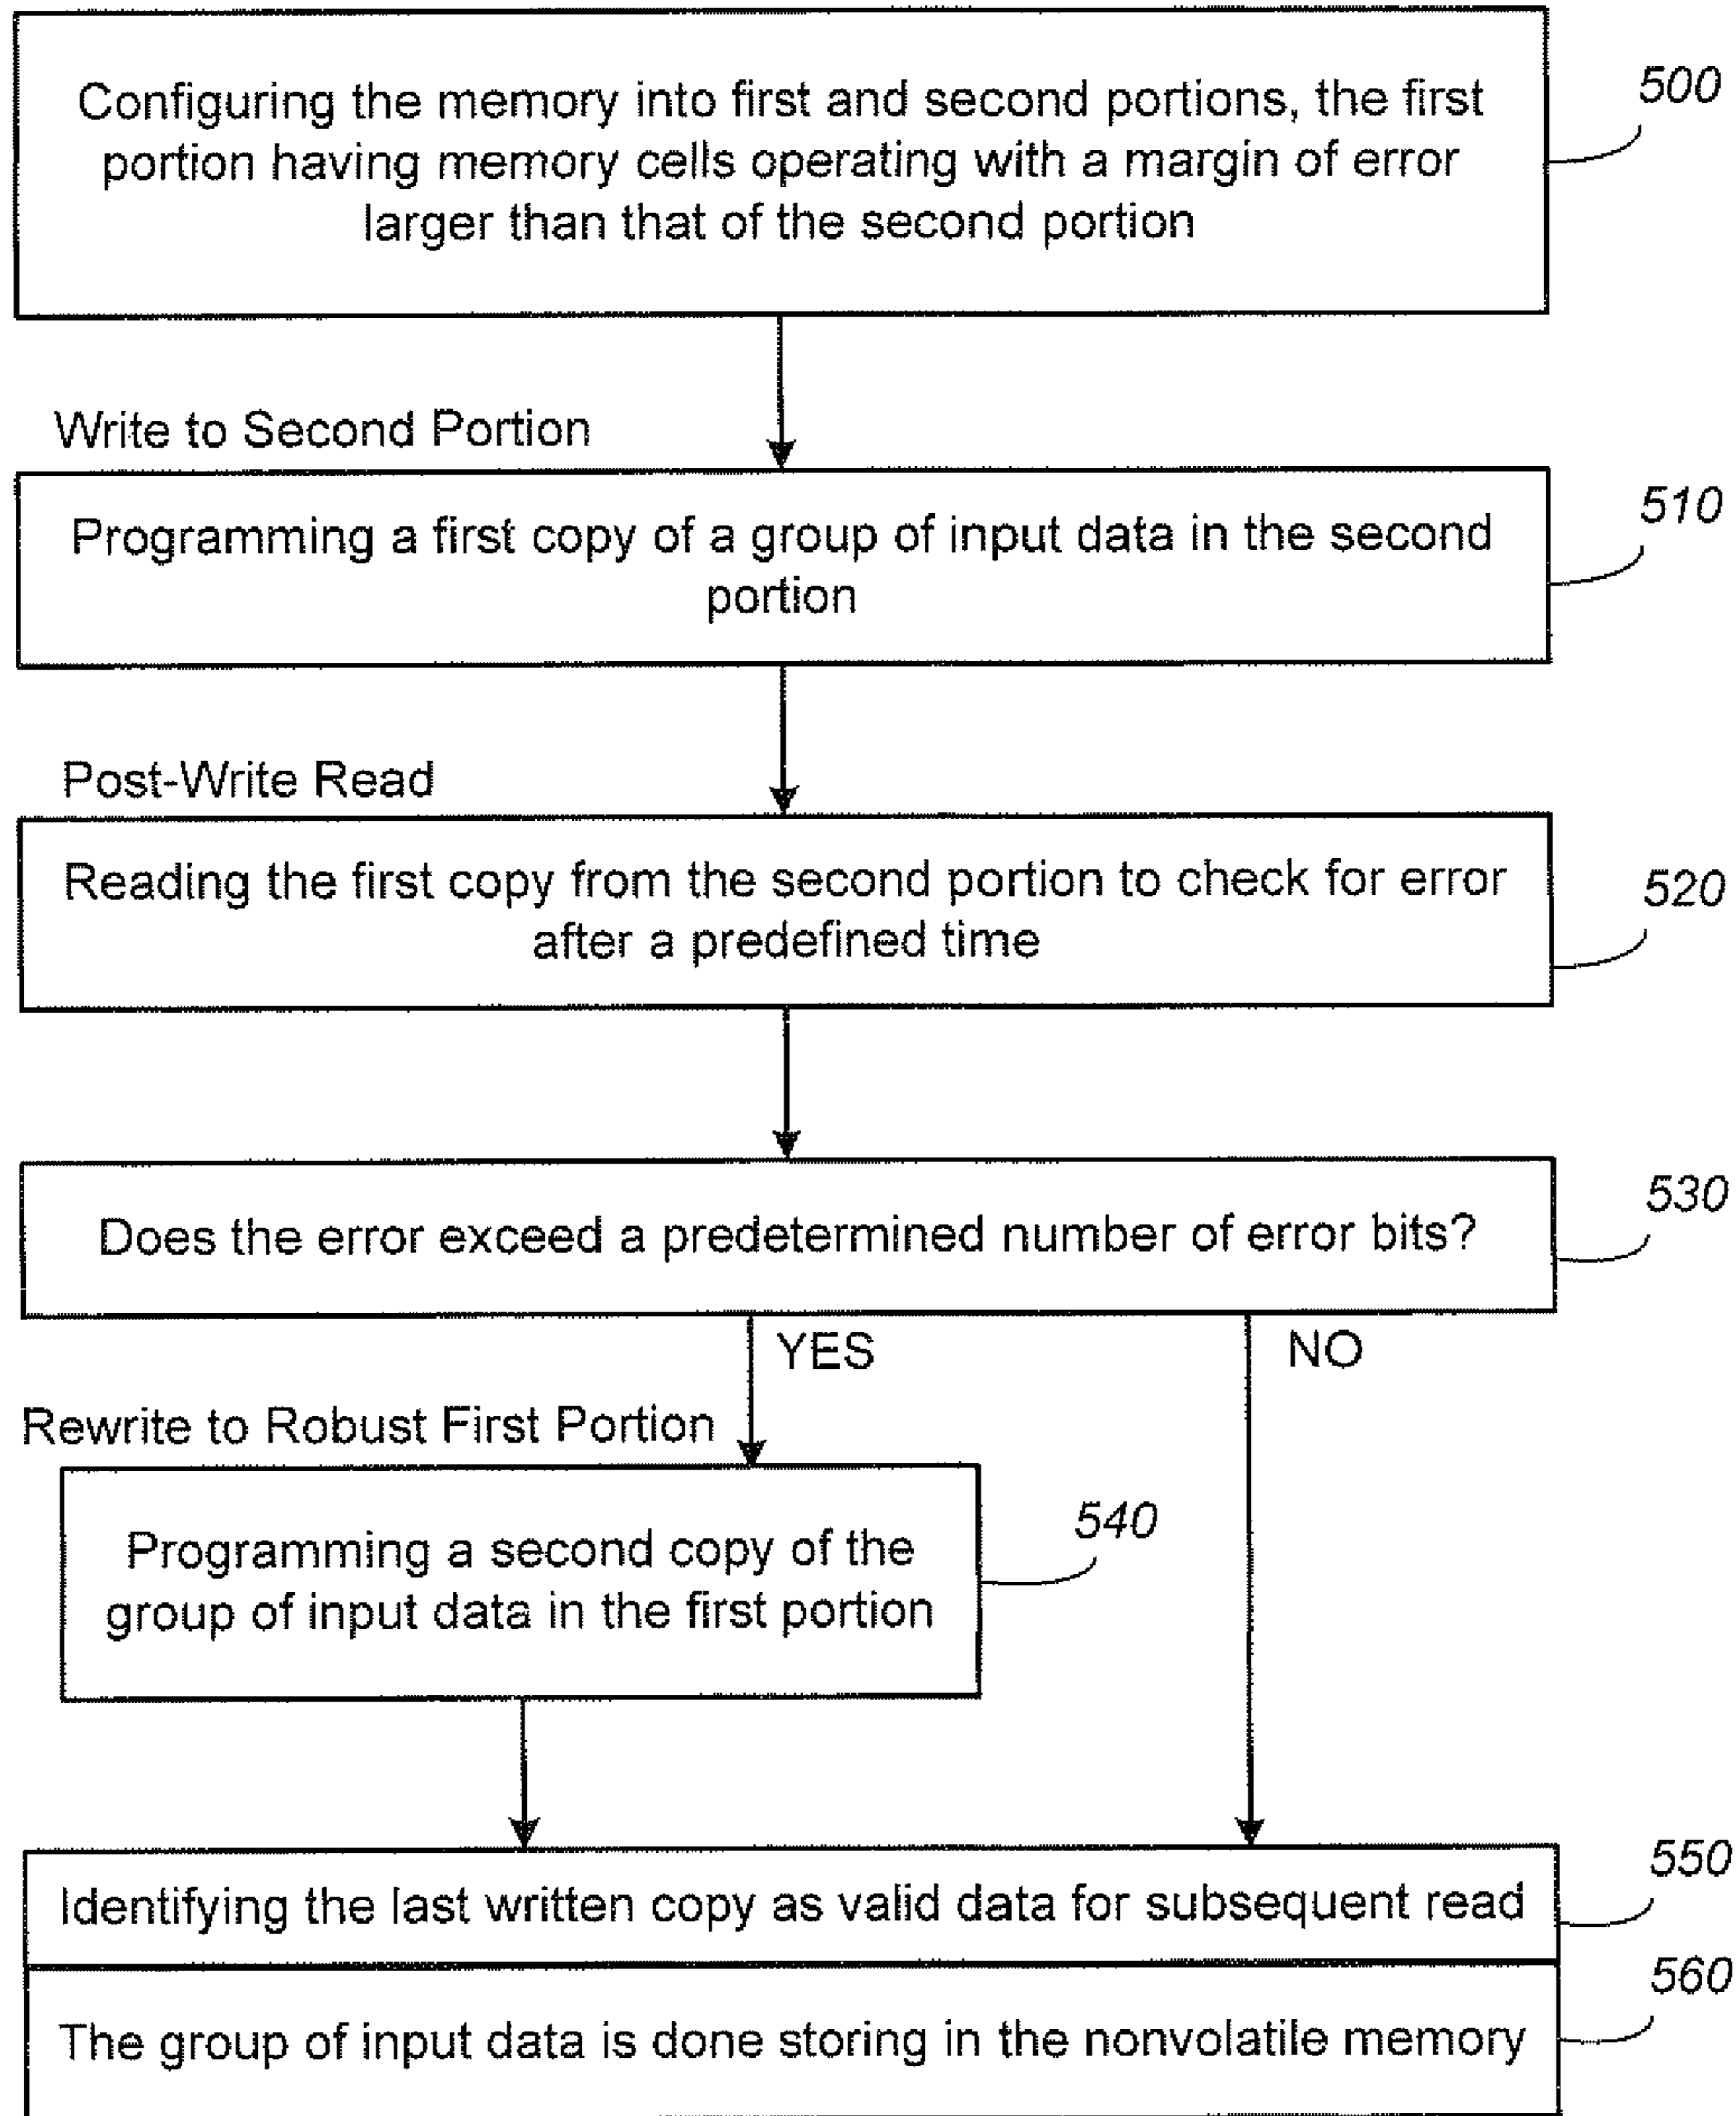 Configuring the memory into first and second portions, the first
portion having memory cells operating with a margin of error
larger than that of the second portion
500
Write to Second Portion
Programming a first copy of a group of input data in the second
portion
510
Post-Write Read
Reading the first copy from the second portion to check for error
after a predefined time
520
Does the error exceed a predetermined number of error bits?
530
YES
NO
Rewrite to Robust First Portion
Programming a second copy of the
group of input data in the first portion
540
Identifying the last written copy as valid data for subsequent read
550
The group of input data is done storing in the nonvolatile memory
560